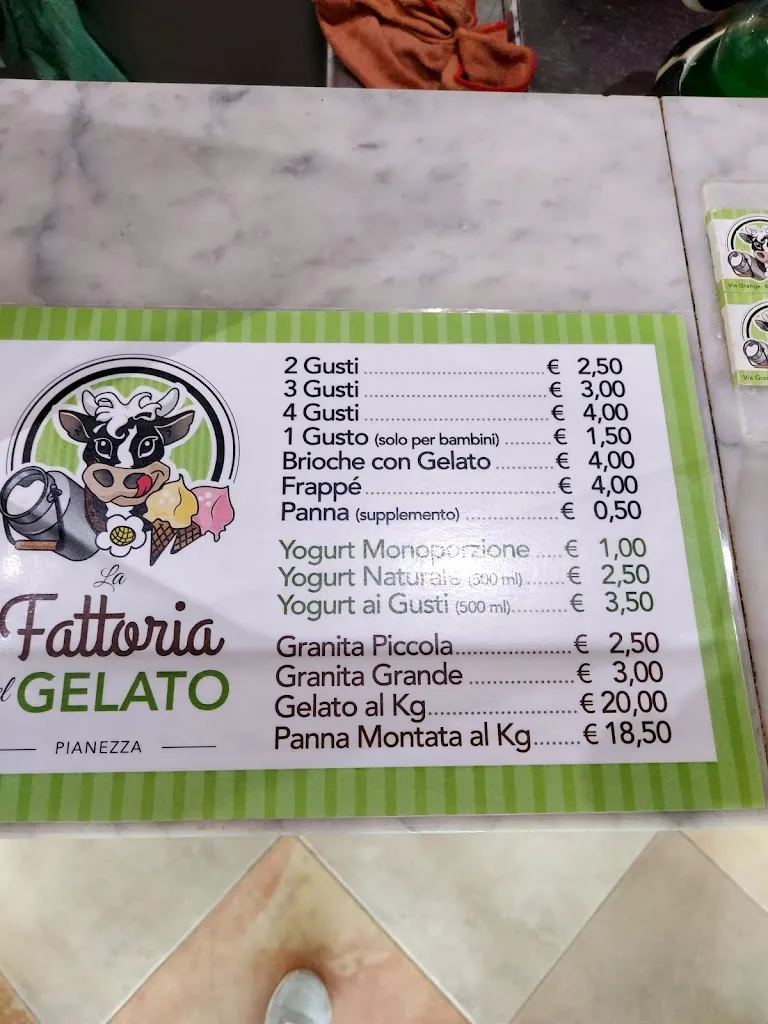 2 Gusti € 2,50
3 Gusti € 3,00
4 Gusti € 4,00
1 Gusto (solo per bambini) € 1,50
Brioche con Gelato € 4,00
Frappé € 4,00
Panna (supplemento) € 0,50
Yogurt Monoporzione € 1,00
Yogurt Naturale (500 ml) € 2,50
Yogurt ai Gusti (500 ml) € 3,50
Granita Piccola € 2,50
Granita Grande € 3,00
Gelato al Kg € 20,00
Panna Montata al Kg € 18,50
La
Fattoria
GELATO
PIANEZZA
Via Grange
Via